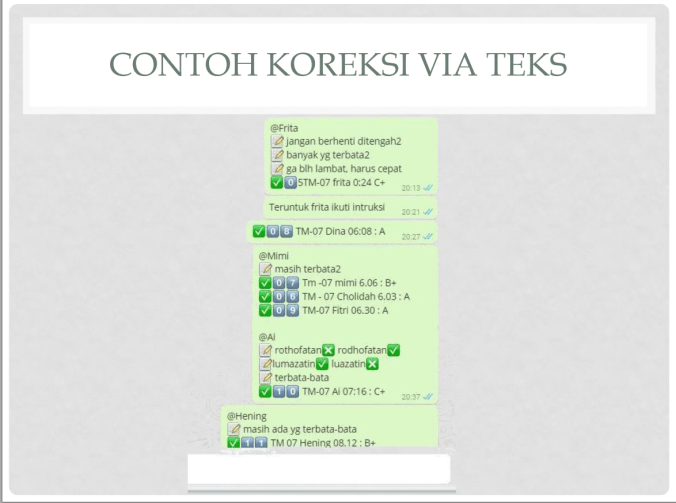 CONTOH KOREKSI VIA TEKS
@Frita
📝 jangan berhenti ditengah2
📝 banyak yg terbata2
📝 ga blh lambat, harus cepat
✅0️⃣5TM-07 frita 0:24 C+ 20:13
Teruntuk frita ikuti intruksi 20:21
✅0️⃣8️⃣ TM-07 Dina 06:08 : A 20:27
@Mimi
📝 masih terbata2
✅0️⃣7️⃣ Tm -07 mimi 6.06 : B+
✅0️⃣6️⃣ TM - 07 Cholidah 6.03 : A
✅0️⃣9️⃣ TM-07 Fitri 06.30 : A
@Ai
📝 rothofatan❎ rodhofatan✅
📝lumazatin✅ luazatin❎
📝 terbata-bata
✅1️⃣0️⃣ TM-07 Ai 07:16 : C+ 20:37
@Hening
📝 masih ada yg terbata-bata
✅1️⃣1️⃣ TM 07 Hening 08.12 : B+